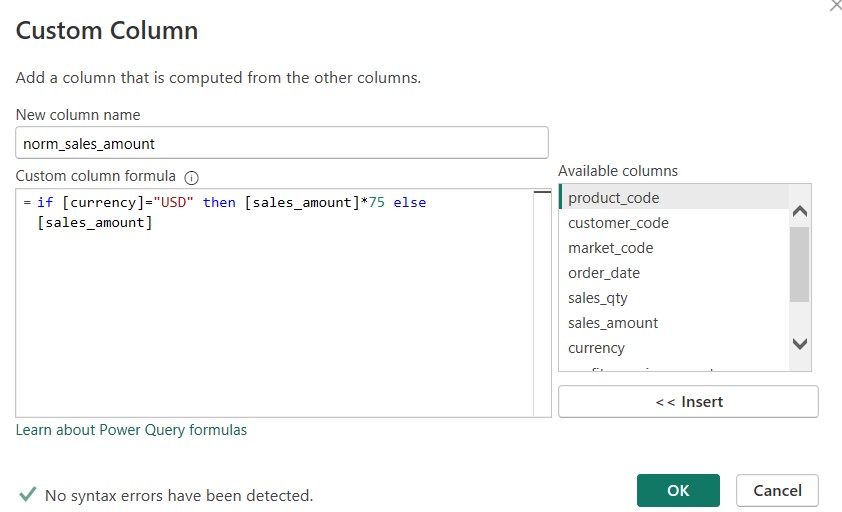 Custom Column
Add a column that is computed from the other columns.
New column name
norm_sales_amount
Custom column formula
= if [currency]="USD" then [sales_amount]*75 else
[sales_amount]
Available columns
product_code
customer_code
market_code
order_date
sales_qty
sales_amount
currency
<< Insert
Learn about Power Query formulas
No syntax errors have been detected.
OK
Cancel